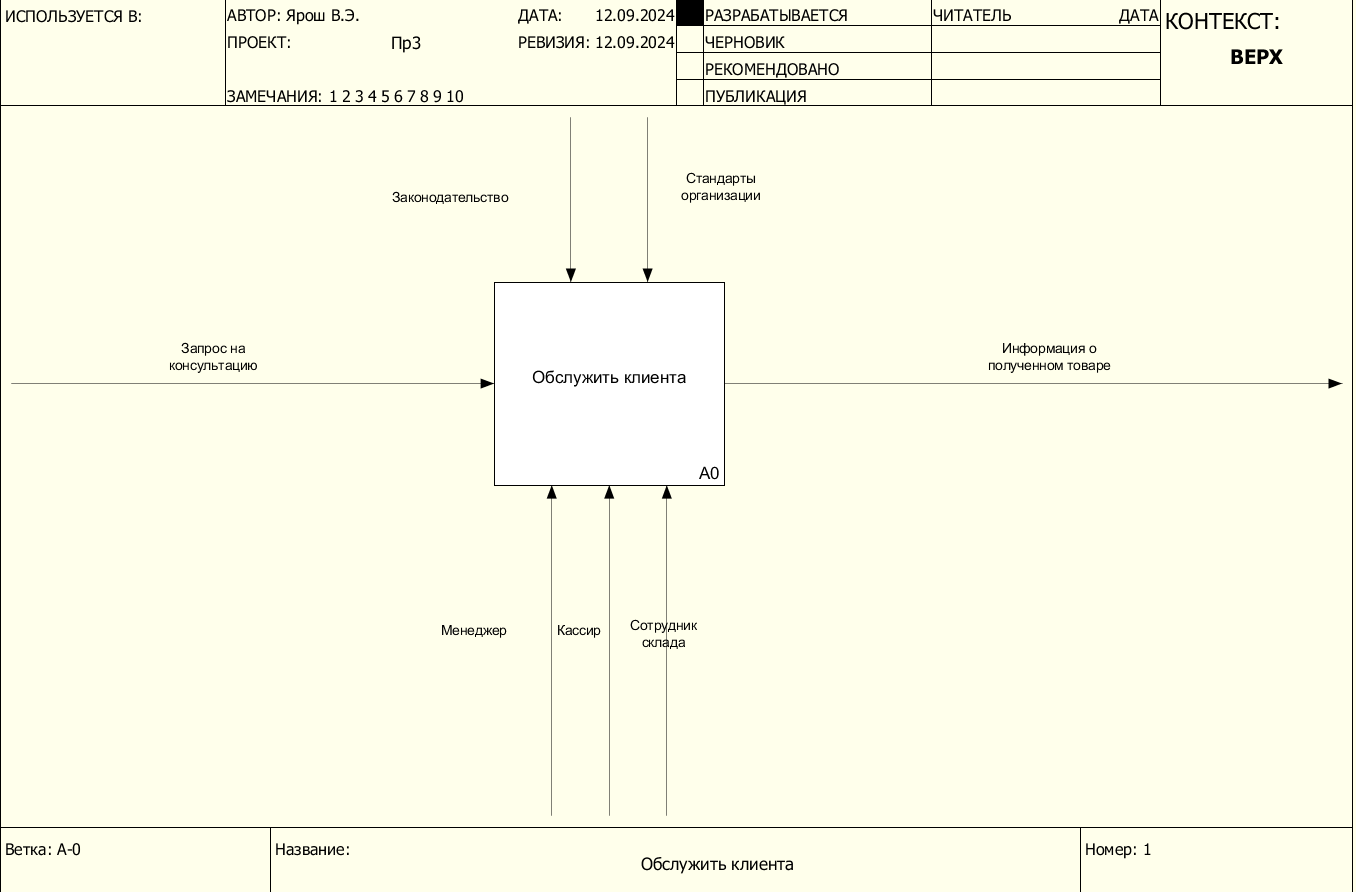 ИСПОЛЬЗУЕТСЯ В:
АВТОР: Ярош В.Э.
ДАТА: 12.09.2024
ПРОЕКТ: Пр3
РЕВИЗИЯ: 12.09.2024
ЗАМЕЧАНИЯ: 1 2 3 4 5 6 7 8 9 10
РАЗРАБАТЫВАЕТСЯ
ЧЕРНОВИК
РЕКОМЕНДОВАНО
ПУБЛИКАЦИЯ
ЧИТАТЕЛЬ
ДАТА
КОНТЕКСТ:
ВЕРХ
Законодательство
Стандарты
организации
Запрос на
консультацию
Обслужить клиента
A0
Информация о
полученном товаре
Менеджер
Кассир
Сотрудник
склада
Ветка: A-0
Название:
Обслужить клиента
Номер: 1